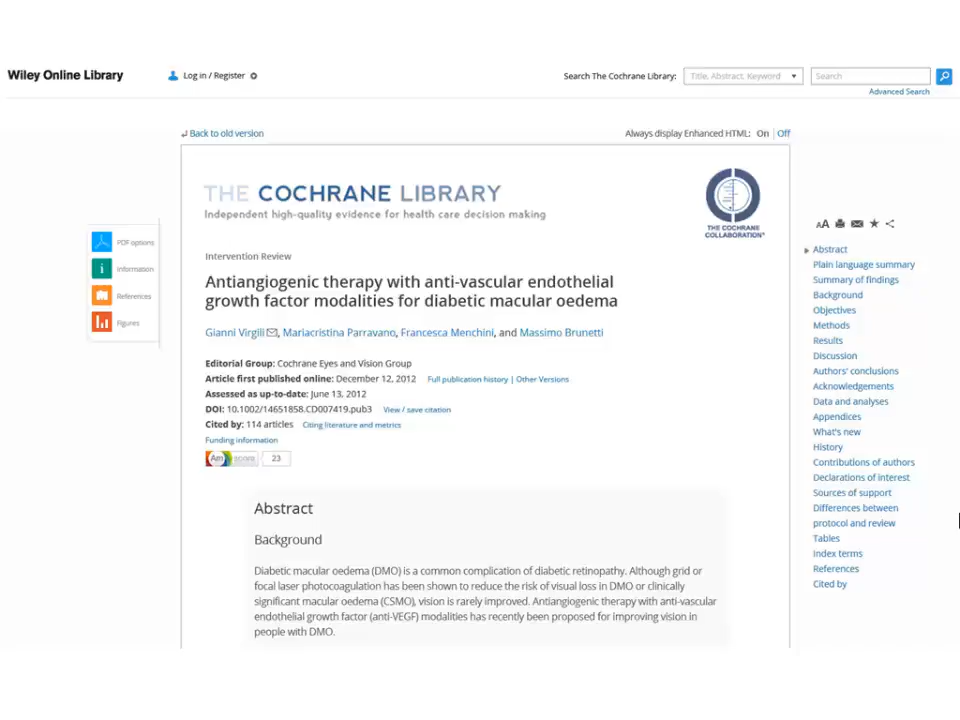 Wiley Online Library
Log in / Register
Search The Cochrane Library:
Title, Abstract, Keyword
Search
Advanced Search
Back to old version
Always display Enhanced HTML: On | Off
THE COCHRANE LIBRARY
Independent high-quality evidence for health care decision making
THE COCHRANE
COLLABORATION®
PDF options
Information
References
Figures
Intervention Review
Antiangiogenic therapy with anti-vascular endothelial
growth factor modalities for diabetic macular oedema
Gianni Virgili, Mariacristina Parravano, Francesca Menchini, and Massimo Brunetti
Editorial Group: Cochrane Eyes and Vision Group
Article first published online: December 12, 2012 Full publication history | Other Versions
Assessed as up-to-date: June 13, 2012
DOI: 10.1002/14651858.CD007419.pub3 View / save citation
Cited by: 114 articles Citing literature and metrics
Funding information
Am score 23
Abstract
Background
Diabetic macular oedema (DMO) is a common complication of diabetic retinopathy. Although grid or
focal laser photocoagulation has been shown to reduce the risk of visual loss in DMO or clinically
significant macular oedema (CSMO), vision is rarely improved. Antiangiogenic therapy with anti-vascular
endothelial growth factor (anti-VEGF) modalities has recently been proposed for improving vision in
people with DMO.
AA
Abstract
Plain language summary
Summary of findings
Background
Objectives
Methods
Results
Discussion
Authors' conclusions
Acknowledgements
Data and analyses
Appendices
What's new
History
Contributions of authors
Declarations of interest
Sources of support
Differences between
protocol and review
Tables
Index terms
References
Cited by